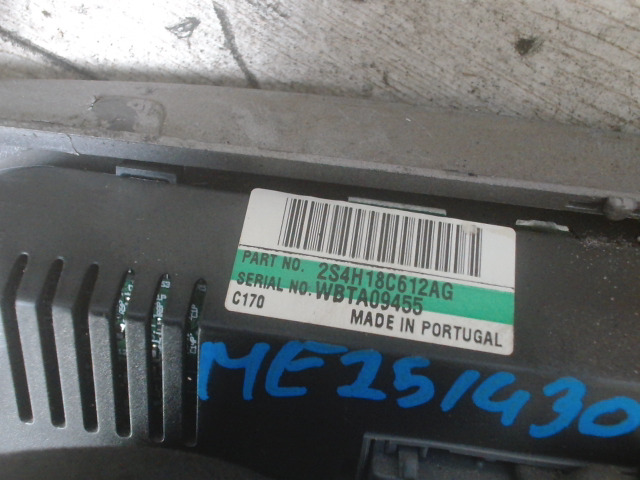 PART NO. 2S4H18C612AG
SERIAL NO. WBTA09455
C170 MADE IN PORTUGAL
ME251430